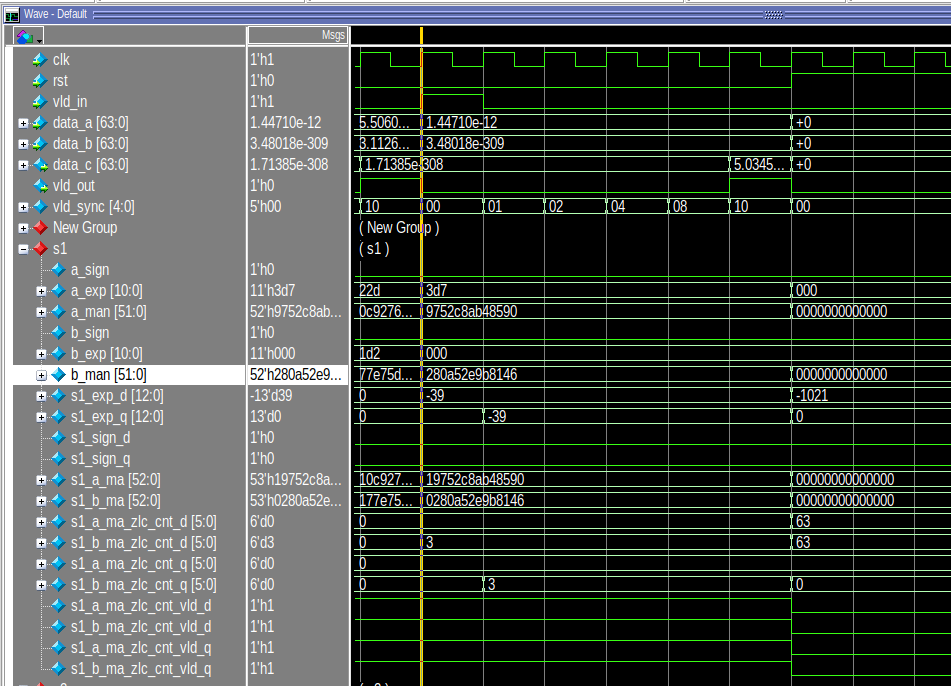 Wave - Default
Msgs
clk 1'h1
rst 1'h0
vld_in 1'h1
data_a [63:0] 1.44710e-12 5.5060... 1.44710e-12 +0
data_b [63:0] 3.48018e-309 3.1126... 3.48018e-309 +0
data_c [63:0] 1.71385e-308 1.71385e-308 5.0345... +0
vld_out 1'h0
vld_sync [4:0] 5'h00 10 00 01 02 04 08 10 00
New Group ( New Group )
s1 ( s1 )
a_sign 1'h0
a_exp [10:0] 11'h3d7 22d 3d7 000
a_man [51:0] 52'h9752c8ab... 0c9276... 9752c8ab48590 0000000000000
b_sign 1'h0
b_exp [10:0] 11'h000 1d2 000
b_man [51:0] 52'h280a52e9... 77e75d... 280a52e9b8146 0000000000000
s1_exp_d [12:0] -13'd39 0 -39 -1021
s1_exp_q [12:0] 13'd0 0 -39 0
s1_sign_d 1'h0
s1_sign_q 1'h0
s1_a_ma [52:0] 53'h19752c8a... 10c927... 19752c8ab48590 00000000000000
s1_b_ma [52:0] 53'h0280a52e... 177e75... 0280a52e9b8146 00000000000000
s1_a_ma_zlc_cnt_d [5:0] 6'd0 0 63
s1_b_ma_zlc_cnt_d [5:0] 6'd3 0 3 63
s1_a_ma_zlc_cnt_q [5:0] 6'd0 0
s1_b_ma_zlc_cnt_q [5:0] 6'd0 0 3 0
s1_a_ma_zlc_cnt_vld_d 1'h1
s1_b_ma_zlc_cnt_vld_d 1'h1
s1_a_ma_zlc_cnt_vld_q 1'h1
s1_b_ma_zlc_cnt_vld_q 1'h1